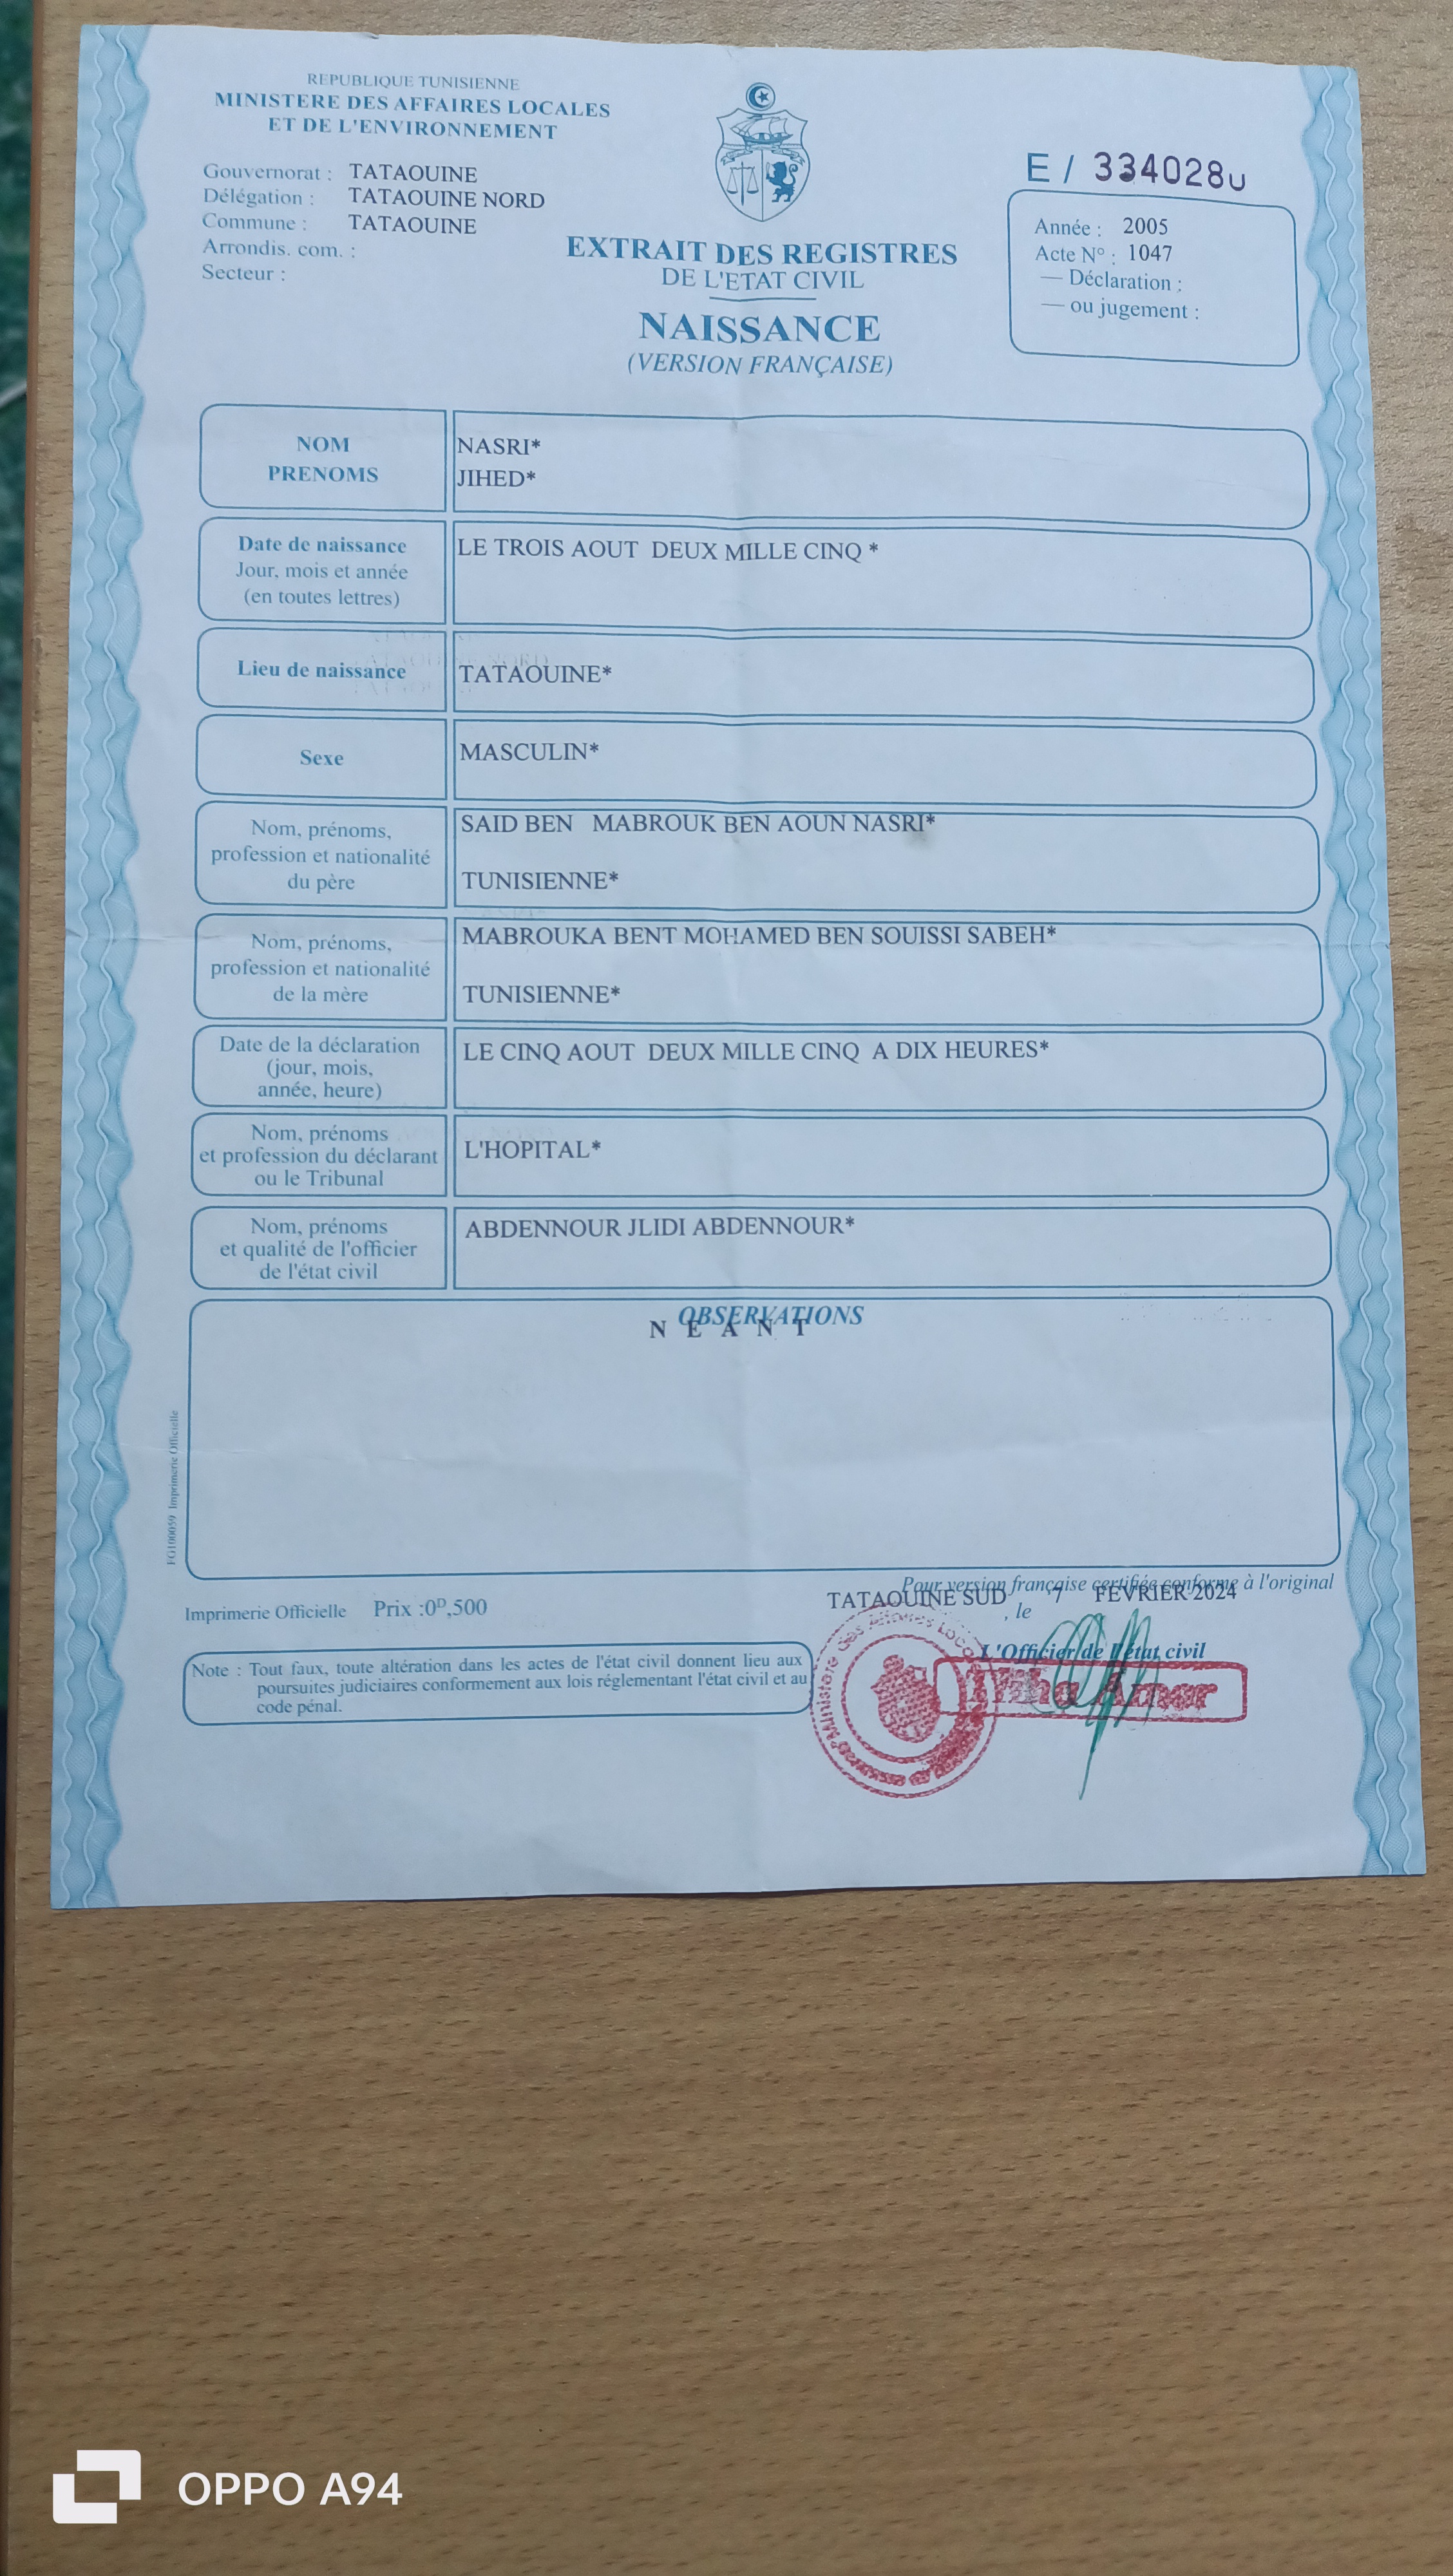 REPUBLIQUE TUNISIENNE
MINISTERE DES AFFAIRES LOCALES
ET DE L'ENVIRONNEMENT
Gouvernorat : TATAOUINE
Délégation : TATAOUINE NORD
Commune : TATAOUINE
Arrondis. com. :
Secteur :
E / 334028u
Année : 2005
Acte N° : 1047
— Déclaration :
— ou jugement :
EXTRAIT DES REGISTRES
DE L'ETAT CIVIL
NAISSANCE
(VERSION FRANÇAISE)
NOM NASRI*
PRENOMS JIHED*
Date de naissance LE TROIS AOUT DEUX MILLE CINQ *
Jour, mois et année
(en toutes lettres)
Lieu de naissance TATAOUINE*
Sexe MASCULIN*
Nom, prénoms, SAID BEN MABROUK BEN AOUN NASRI*
profession et nationalité
du père TUNISIENNE*
Nom, prénoms, MABROUKA BENT MOHAMED BEN SOUISSI SABEH*
profession et nationalité
de la mère TUNISIENNE*
Date de la déclaration LE CINQ AOUT DEUX MILLE CINQ A DIX HEURES*
(jour, mois,
année, heure)
Nom, prénoms
et profession du déclarant L'HOPITAL*
ou le Tribunal
Nom, prénoms ABDENNOUR JLIDI ABDENNOUR*
et qualité de l'officier
de l'état civil
OBSERVATIONS
N E A N T
FG100059 Imprimerie Officielle
Pour version française certifiée conforme à l'original
TATAOUINE SUD , le 7 FEVRIER 2024
Imprimerie Officielle Prix :0ᴰ,500
L'Officier de l'état civil
Amor
Note : Tout faux, toute altération dans les actes de l'état civil donnent lieu aux
poursuites judiciaires conformement aux lois réglementant l'état civil et au
code pénal.
OPPO A94